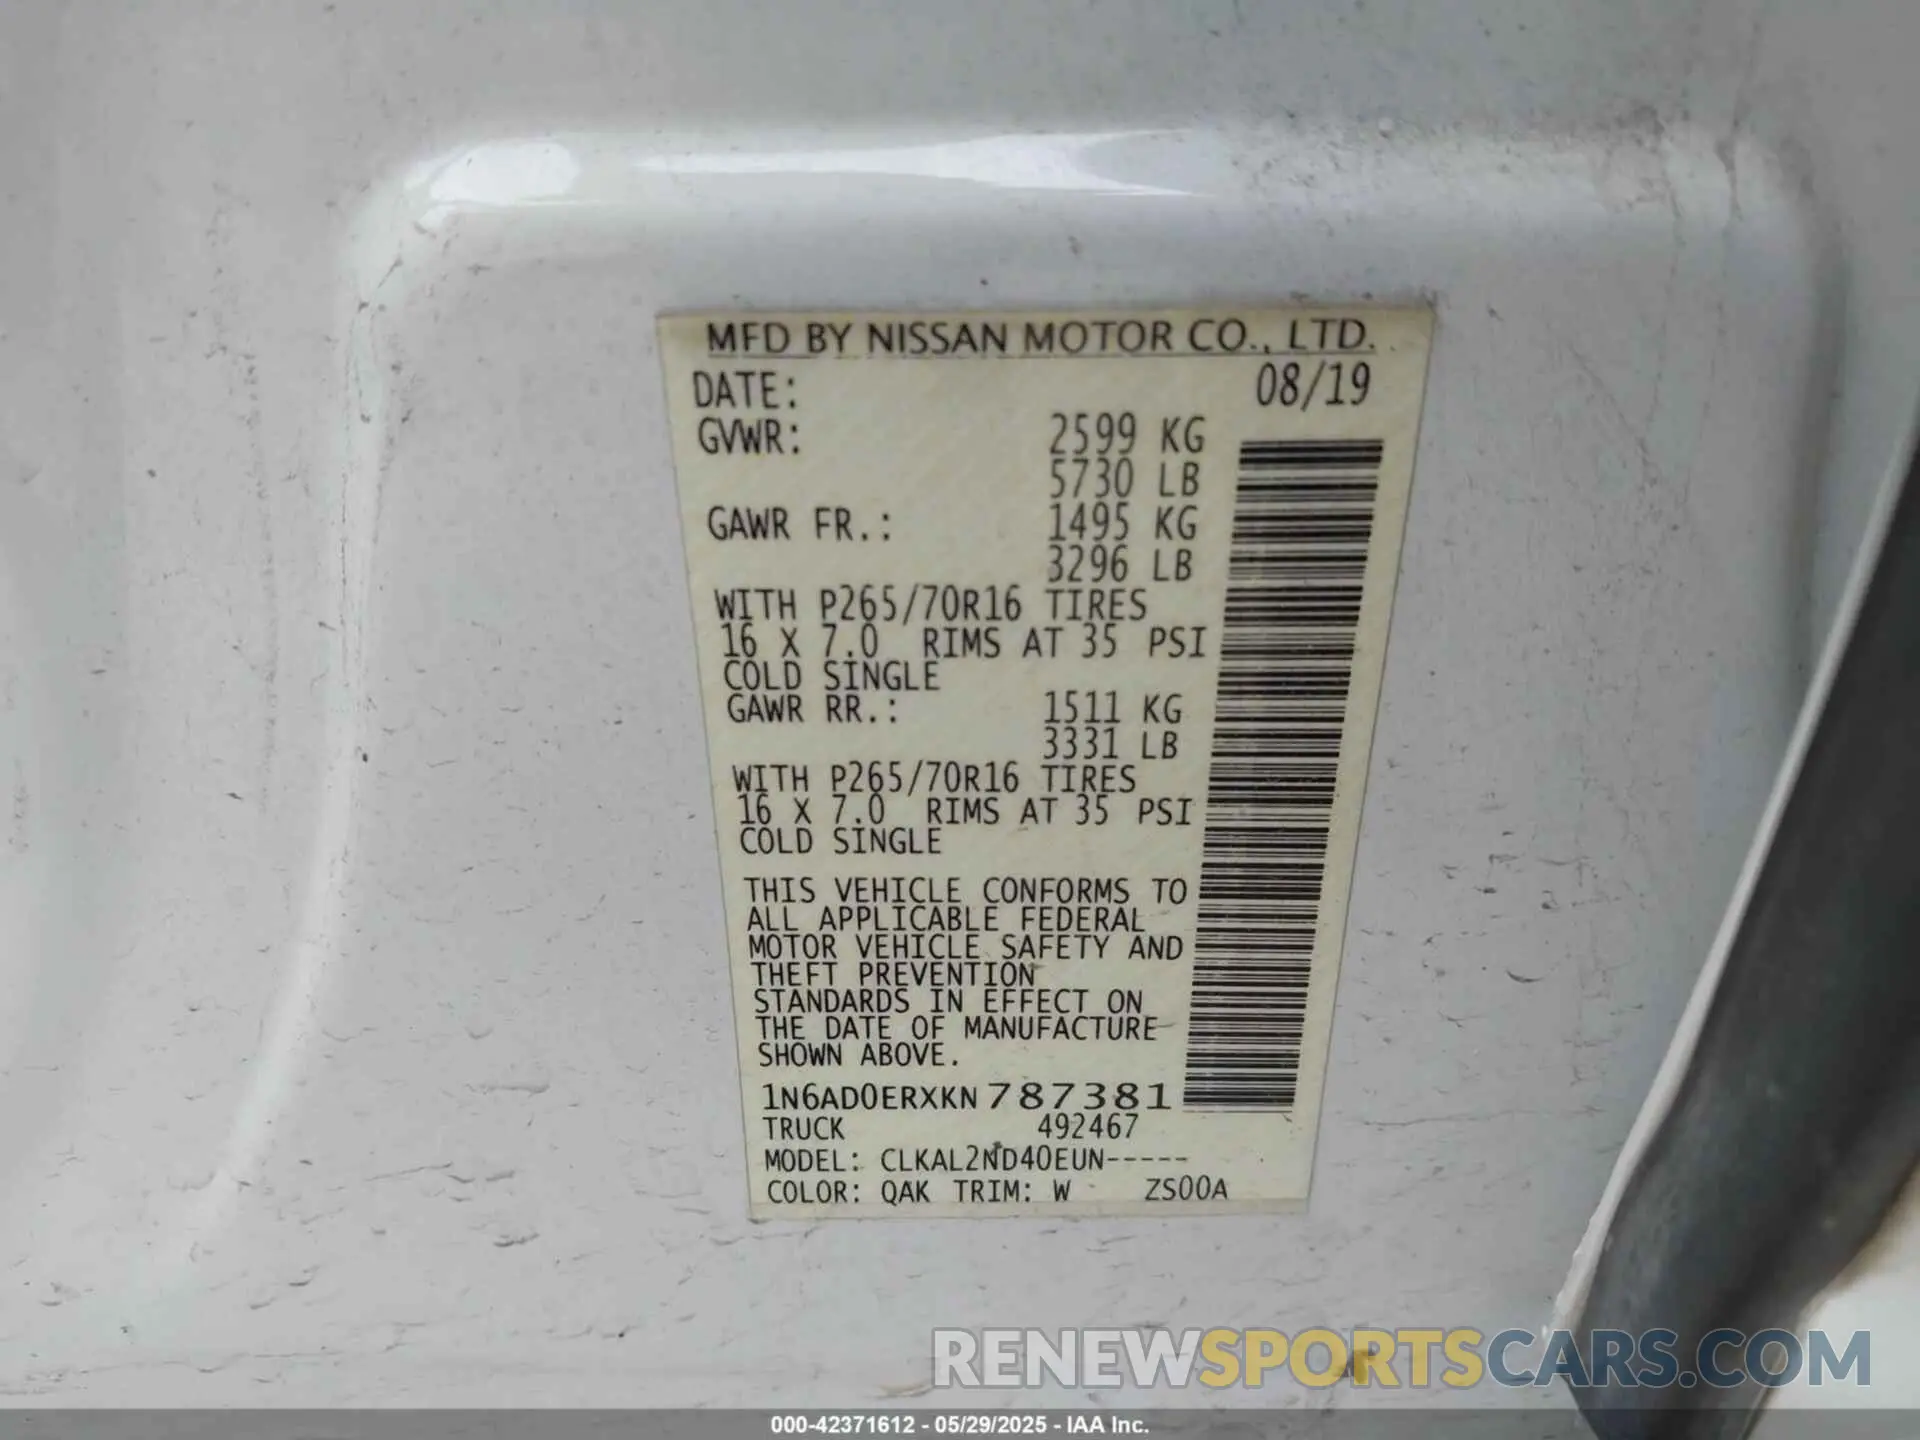 MFD BY NISSAN MOTOR CO., LTD.
DATE: 08/19
GVWR: 2599 KG
5730 LB
GAWR FR.: 1495 KG
3296 LB
WITH P265/70R16 TIRES
16 X 7.0 RIMS AT 35 PSI
COLD SINGLE
GAWR RR.: 1511 KG
3331 LB
WITH P265/70R16 TIRES
16 X 7.0 RIMS AT 35 PSI
COLD SINGLE
THIS VEHICLE CONFORMS TO
ALL APPLICABLE FEDERAL
MOTOR VEHICLE SAFETY AND
THEFT PREVENTION
STANDARDS IN EFFECT ON
THE DATE OF MANUFACTURE
SHOWN ABOVE.
1N6AD0ERXKN787381
TRUCK 492467
MODEL: CLKAL2ND40EUN-----
COLOR: QAK TRIM: W ZS00A
RENEWSPORTSCARS.COM
000-42371612 - 05/29/2025 - IAA Inc.